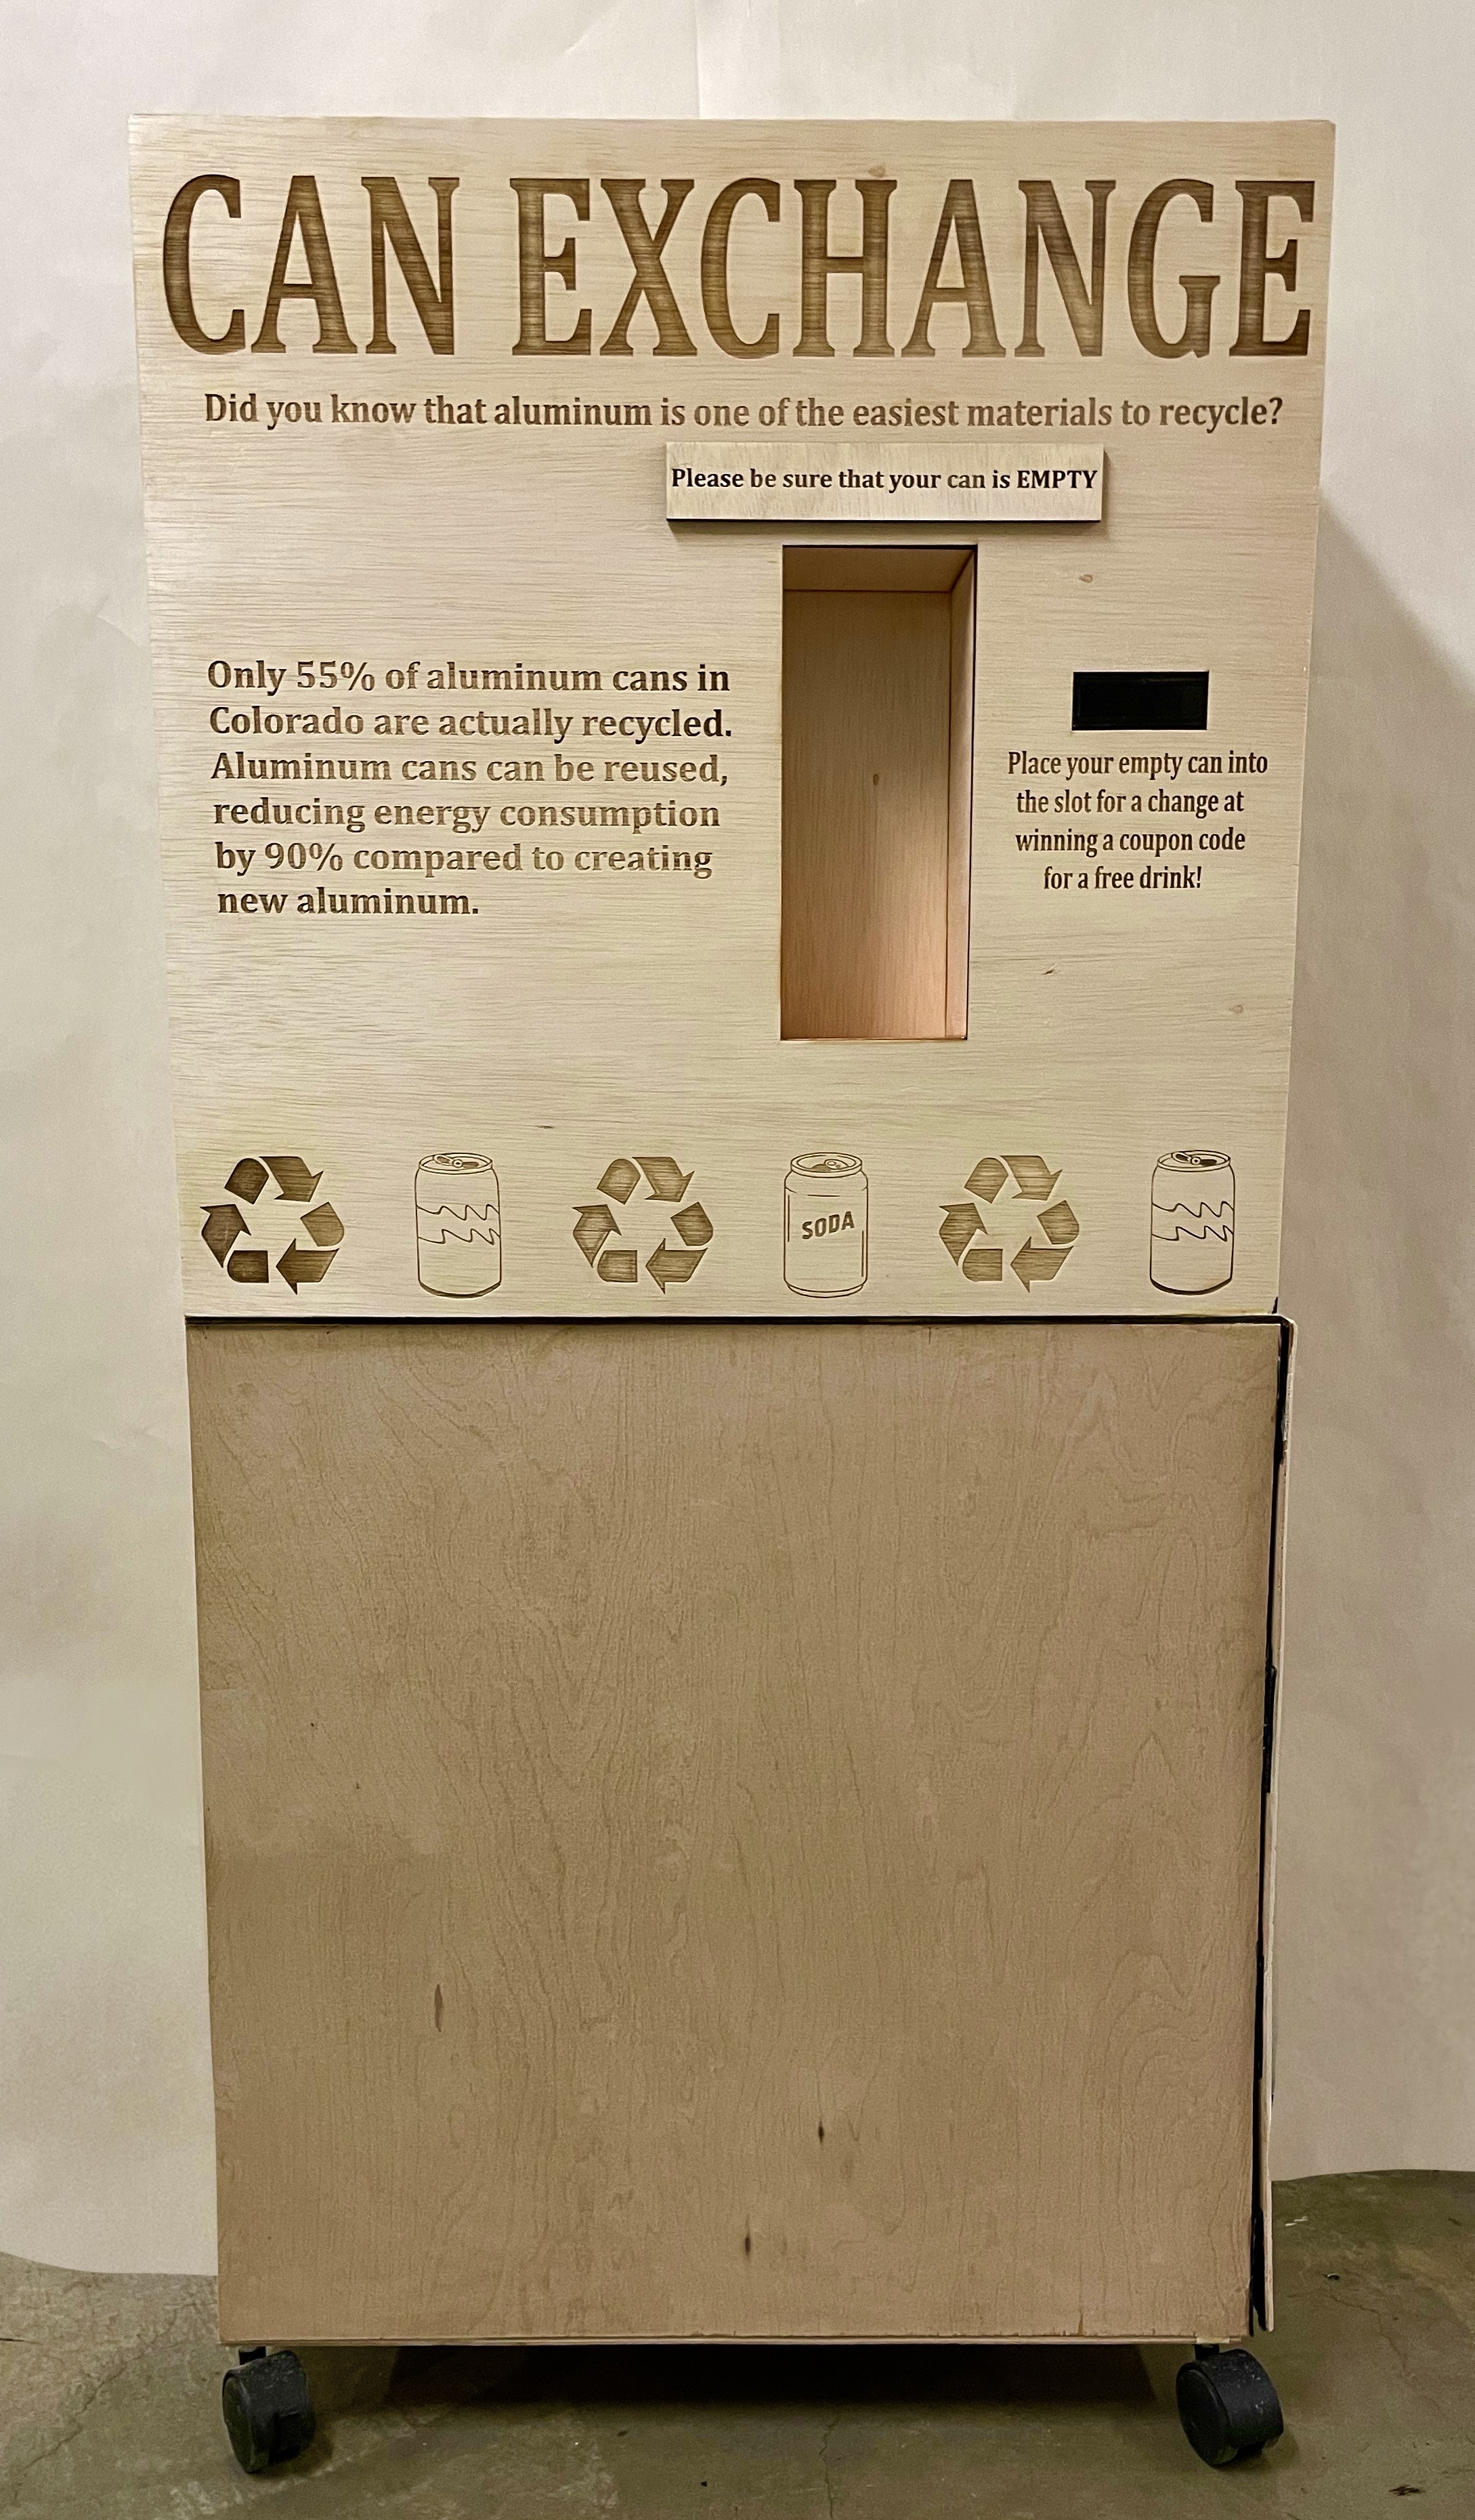 CAN EXCHANGE
Did you know that aluminum is one of the easiest materials to recycle?
Please be sure that your can is EMPTY
Only 55% of aluminum cans in
Colorado are actually recycled.
Aluminum cans can be reused,
reducing energy consumption
by 90% compared to creating
new aluminum.
Place your empty can into
the slot for a change at
winning a coupon code
for a free drink!
SODA